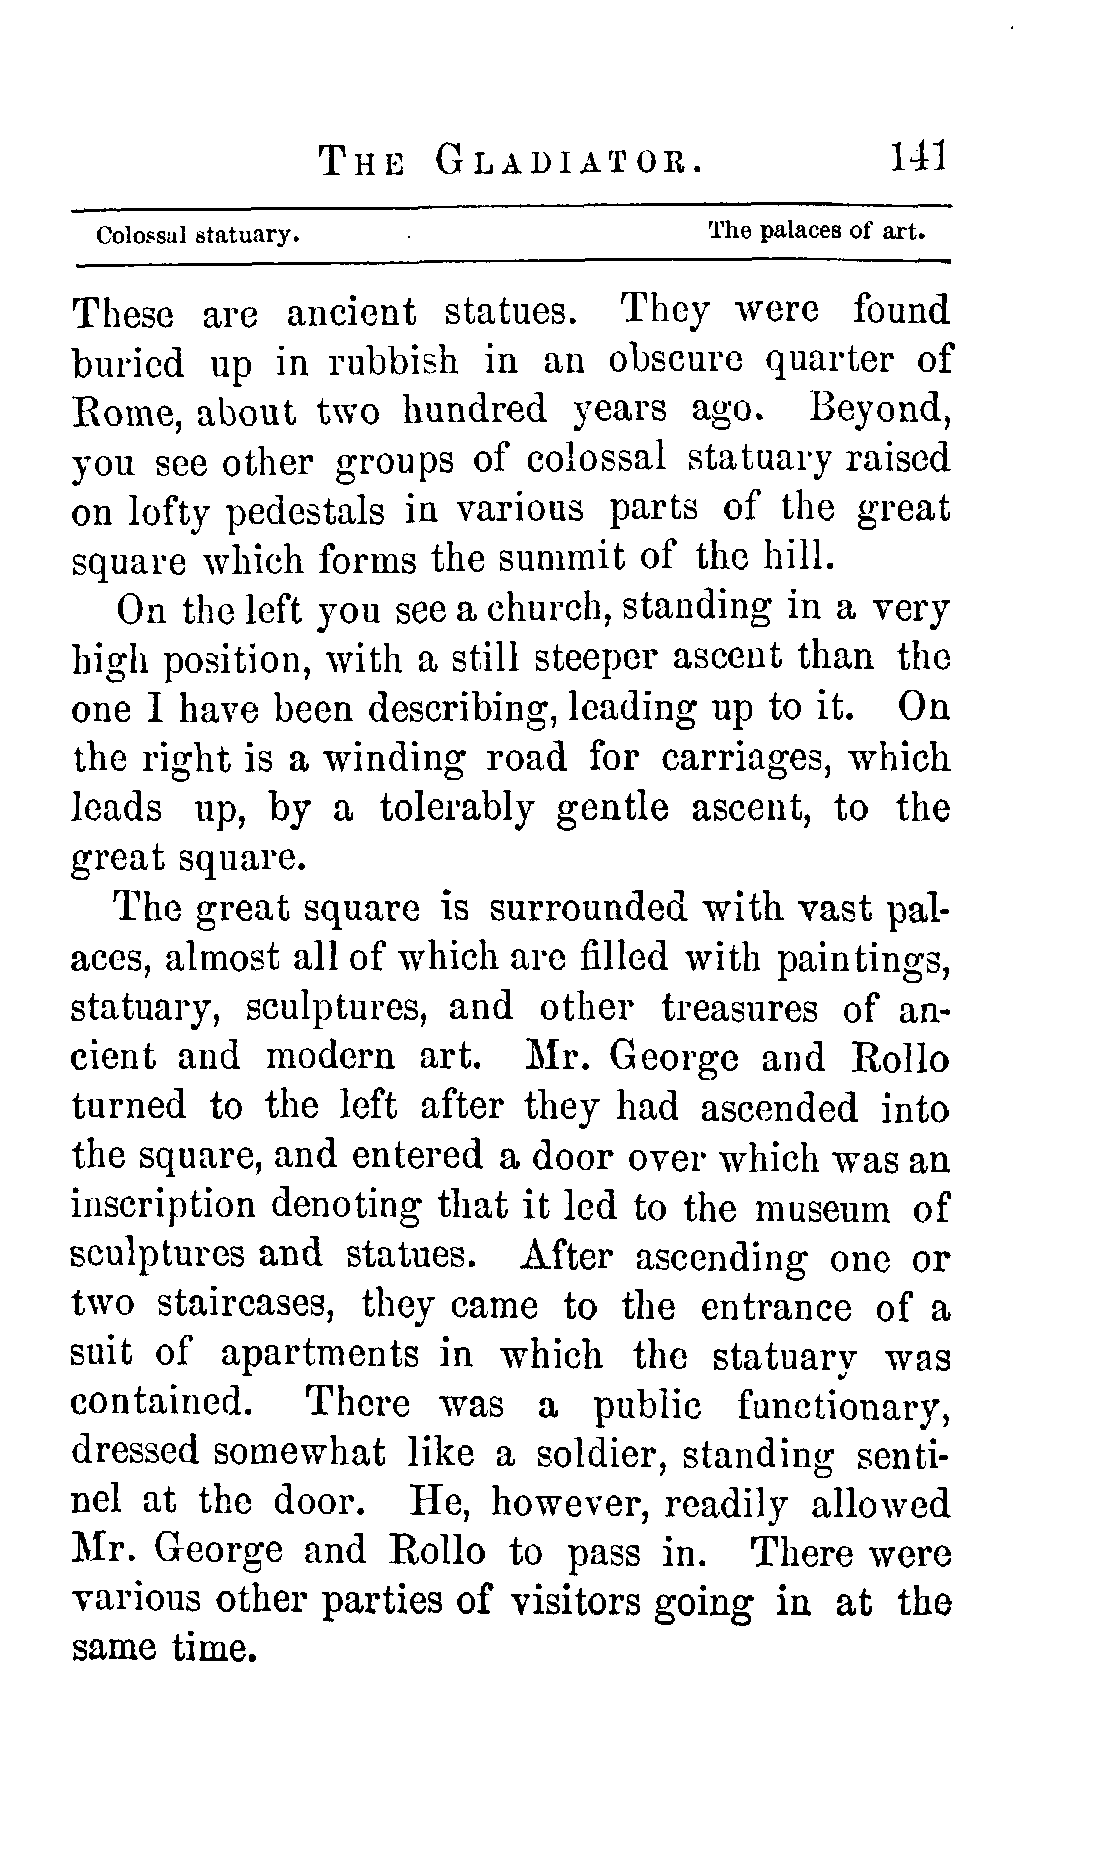 THE GLADIATOR. 141
Colossal statuary. The palaces of art.
These are ancient statues. They were found
buried up in rubbish in an obscure quarter of
Rome, about two hundred years ago. Beyond,
you see other groups of colossal statuary raised
on lofty pedestals in various parts of the great
square which forms the summit of the hill.
On the left you see a church, standing in a very
high position, with a still steeper ascent than the
one I have been describing, leading up to it. On
the right is a winding road for carriages, which
leads up, by a tolerably gentle ascent, to the
great square.
The great square is surrounded with vast pal-
aces, almost all of which are filled with paintings,
statuary, sculptures, and other treasures of an-
cient and modern art. Mr. George and Rollo
turned to the left after they had ascended into
the square, and entered a door over which was an
inscription denoting that it led to the museum of
sculptures and statues. After ascending one or
two staircases, they came to the entrance of a
suit of apartments in which the statuary was
contained. There was a public functionary,
dressed somewhat like a soldier, standing senti-
nel at the door. He, however, readily allowed
Mr. George and Rollo to pass in. There were
various other parties of visitors going in at the
same time.